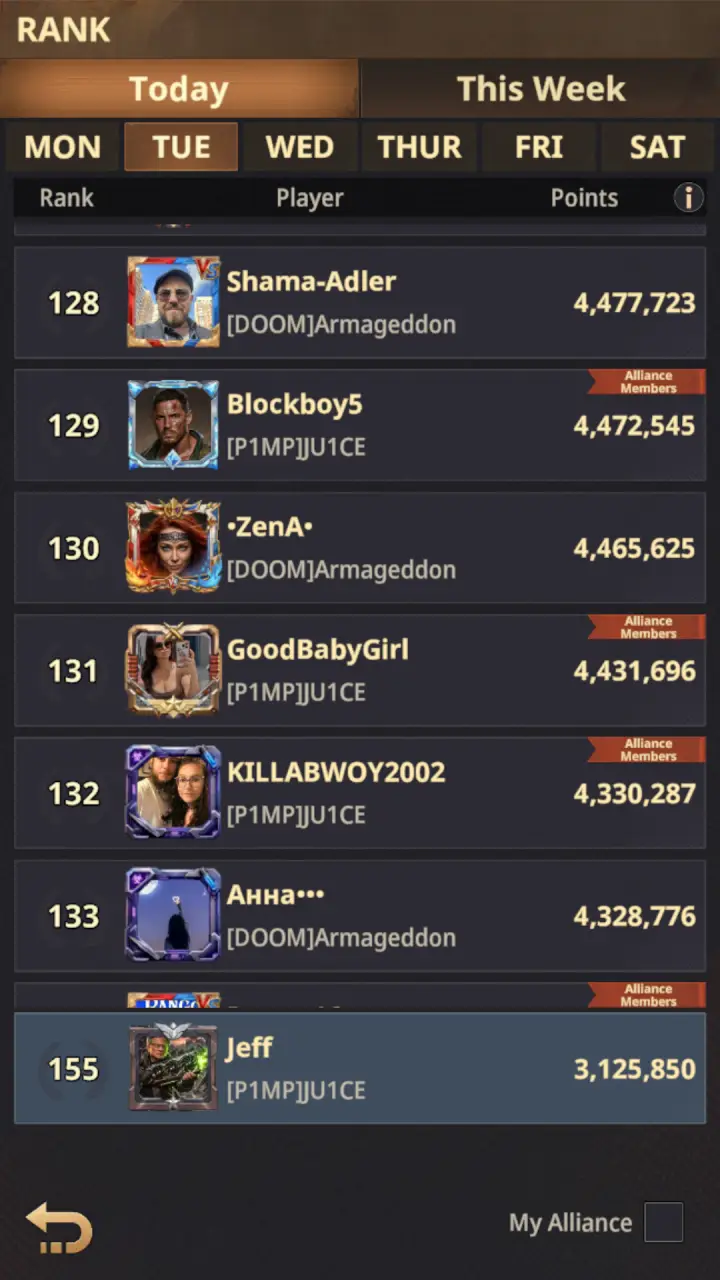 RANK
Today
This Week
MON TUE WED THUR FRI SAT
Rank Player Points i
128 Shama-Adler 4,477,723
[DOOM]Armageddon
Alliance Members
129 Blockboy5 4,472,545
[P1MP]JU1CE
130 •ZenA• 4,465,625
[DOOM]Armageddon
Alliance Members
131 GoodBabyGirl 4,431,696
[P1MP]JU1CE
Alliance Members
132 KILLABWOY2002 4,330,287
[P1MP]JU1CE
133 Анна••• 4,328,776
[DOOM]Armageddon
Alliance Members
155 Jeff 3,125,850
[P1MP]JU1CE
My Alliance